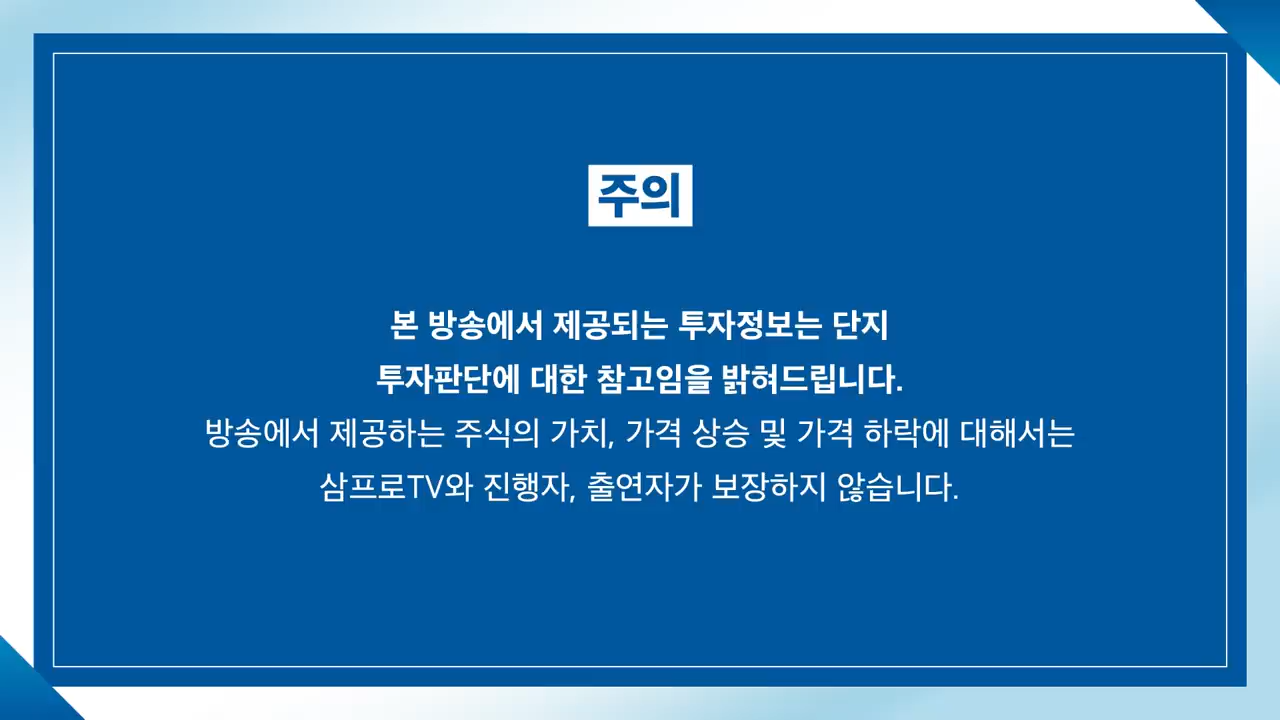 주의
본 방송에서 제공되는 투자정보는 단지
투자판단에 대한 참고임을 밝혀드립니다.
방송에서 제공하는 주식의 가치, 가격 상승 및 가격 하락에 대해서는
삼프로TV와 진행자, 출연자가 보장하지 않습니다.